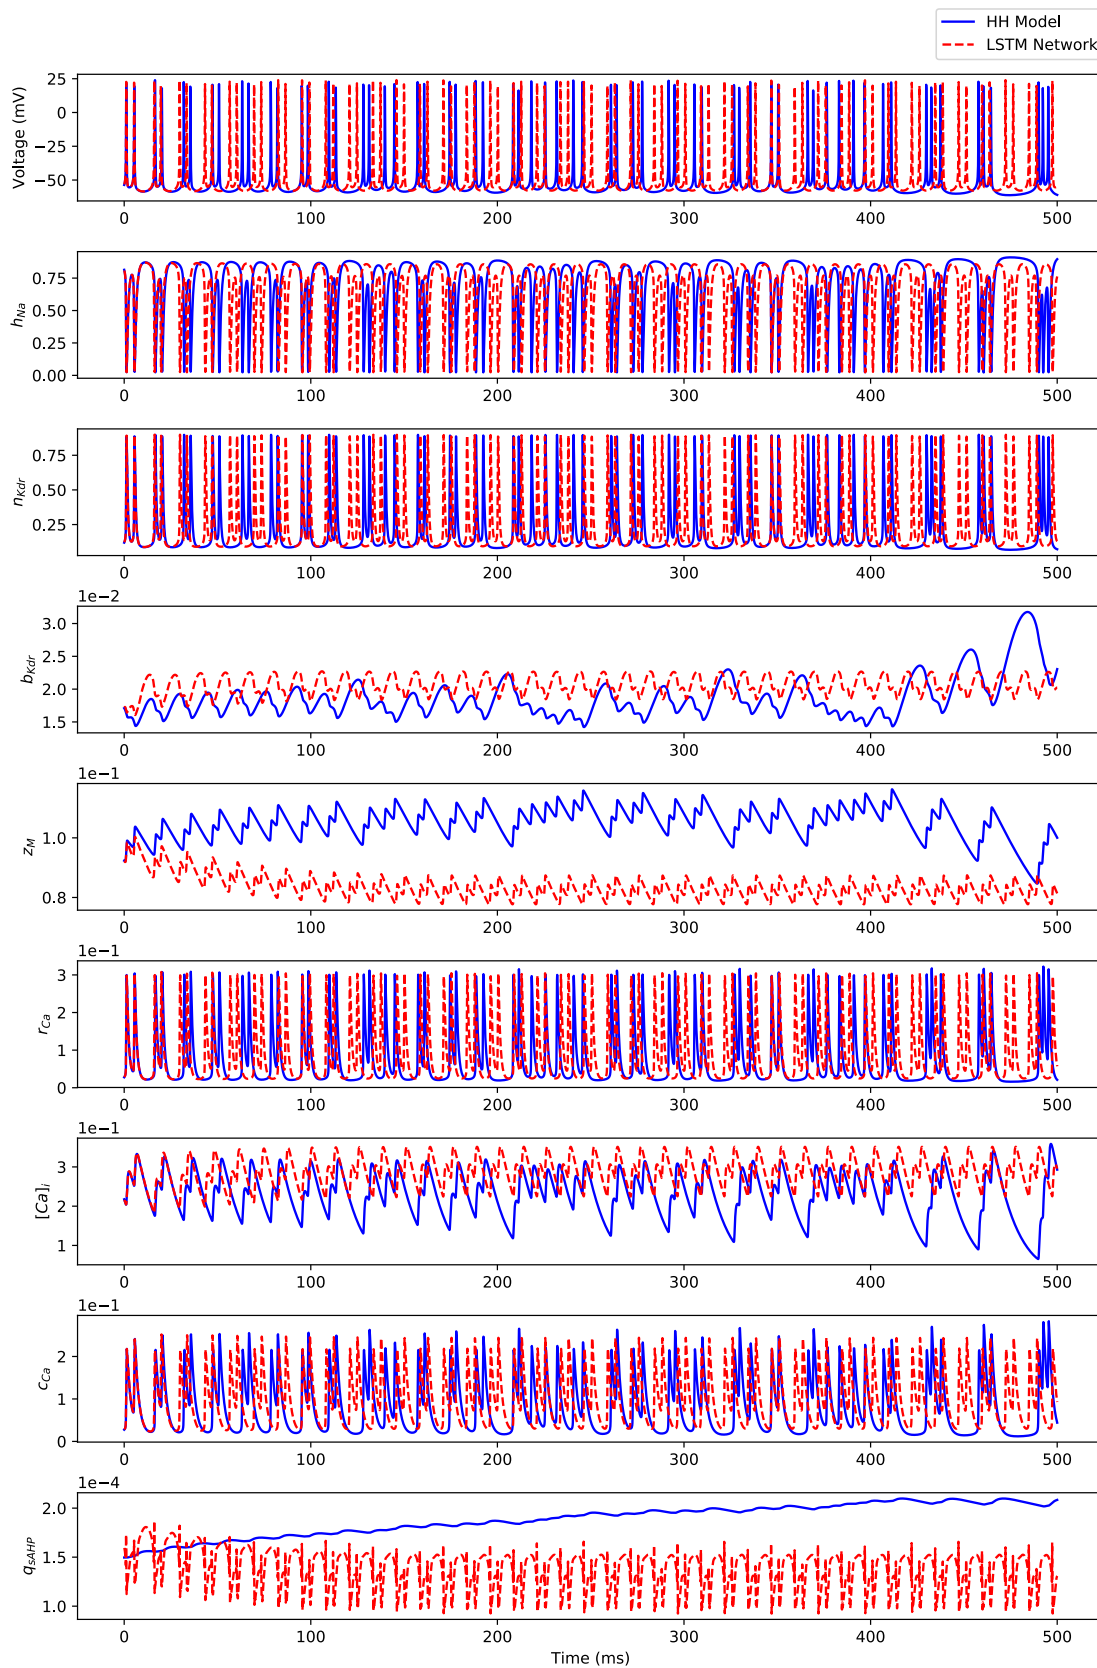 HH Model
LSTM Network
Voltage (mV)
25
0
−25
−50
0 100 200 300 400 500
h_Na
0.75
0.50
0.25
0.00
0 100 200 300 400 500
n_Kdr
0.75
0.50
0.25
0 100 200 300 400 500
1e−2
b_Kdr
3.0
2.5
2.0
1.5
0 100 200 300 400 500
1e−1
z_M
1.0
0.8
0 100 200 300 400 500
1e−1
r_Ca
3
2
1
0
0 100 200 300 400 500
1e−1
[Ca]_i
3
2
1
0 100 200 300 400 500
1e−1
c_Ca
2
1
0
0 100 200 300 400 500
1e−4
q_sAHP
2.0
1.5
1.0
0 100 200 300 400 500
Time (ms)